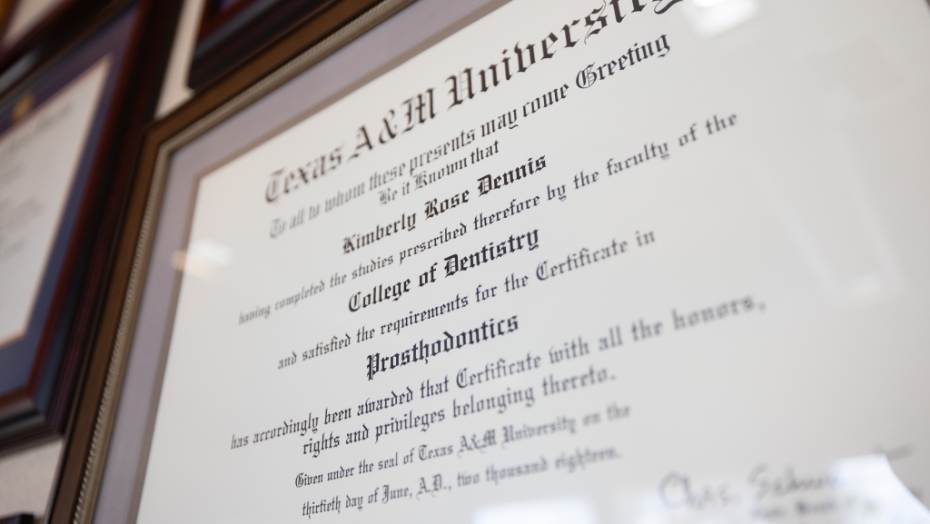 Texas A&M University
To all to whom these presents may come Greeting
Be it Known that
Kimberly Rose Dennis
having completed the studies prescribed therefore by the faculty of the
College of Dentistry
and satisfied the requirements for the Certificate in
Prosthodontics
has accordingly been awarded that Certificate with all the honors,
rights and privileges belonging thereto.
Given under the seal of Texas A&M University on the
thirtieth day of June, A.D., two thousand eighteen.